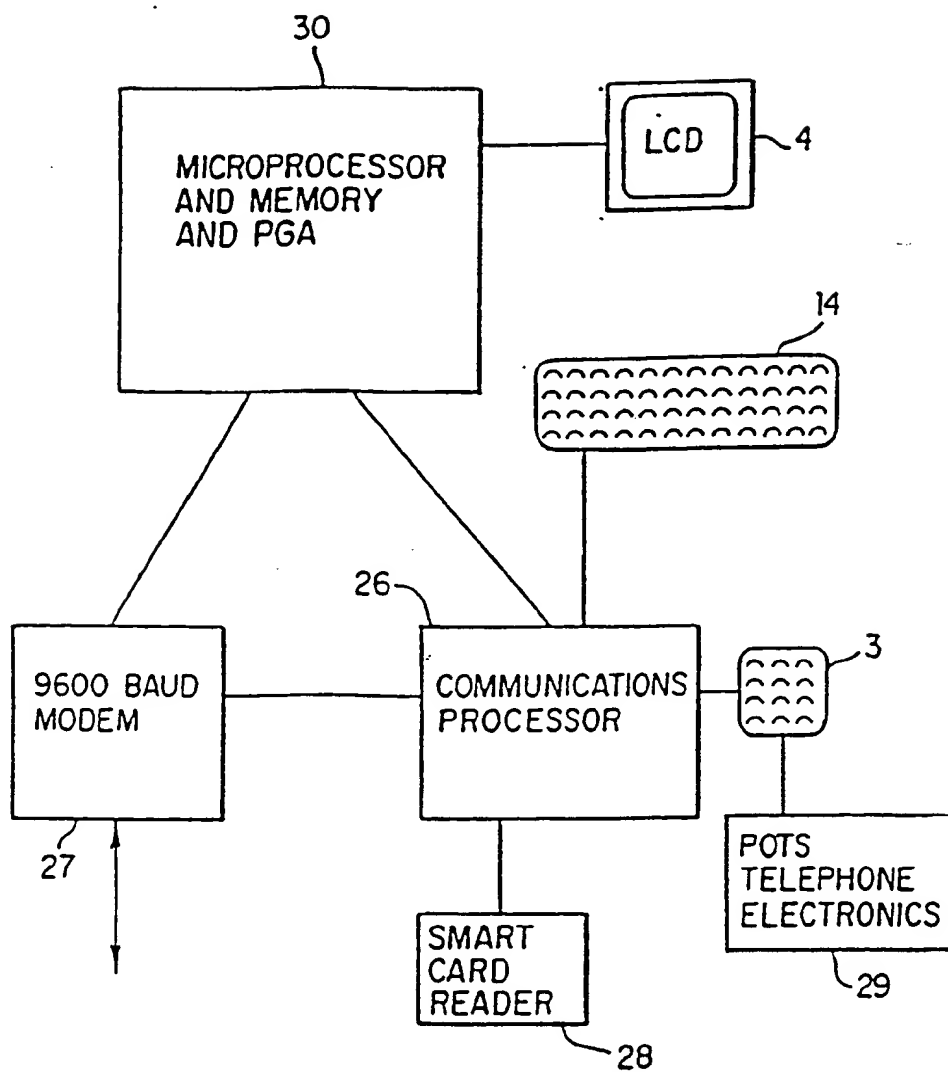 30
MICROPROCESSOR
AND MEMORY
AND PGA
LCD
4
14
26
9600 BAUD
MODEM
COMMUNICATIONS
PROCESSOR
3
27
POTS
TELEPHONE
ELECTRONICS
SMART
CARD
READER
29
28